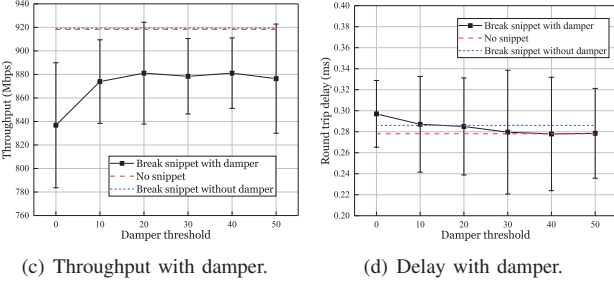 940
920
900
880
860
840
820
800
780
760
Throughput (Mbps)
0 10 20 30 40 50
Damper threshold
Break snippet with damper
No snippet
Break snippet without damper
(c) Throughput with damper.
0.40
0.38
0.36
0.34
0.32
0.30
0.28
0.26
0.24
0.22
0.20
Round trip delay (ms)
0 10 20 30 40 50
Damper threshold
Break snippet with damper
No snippet
Break snippet without damper
(d) Delay with damper.